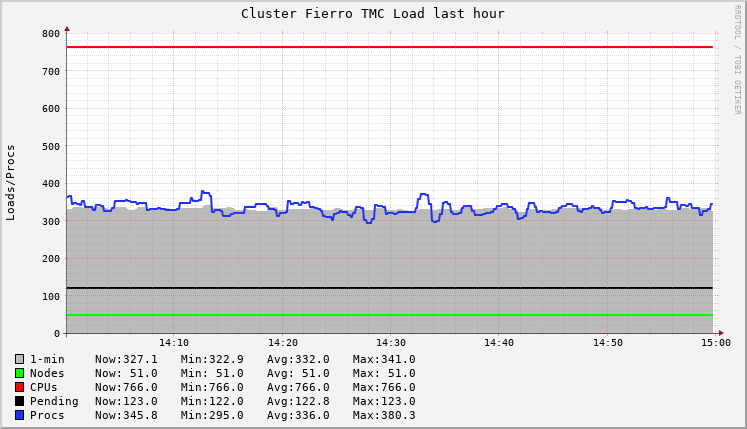 Cluster Fierro TMC Load last hour
RRDTOOL / TOBI OETIKER
Loads/Procs
800
700
600
500
400
300
200
100
0
14:10 14:20 14:30 14:40 14:50 15:00
1-min Now:327.1 Min:322.9 Avg:332.0 Max:341.0
Nodes Now: 51.0 Min: 51.0 Avg: 51.0 Max: 51.0
CPUs Now:766.0 Min:766.0 Avg:766.0 Max:766.0
Pending Now:123.0 Min:122.0 Avg:122.8 Max:123.0
Procs Now:345.8 Min:295.0 Avg:336.0 Max:380.3